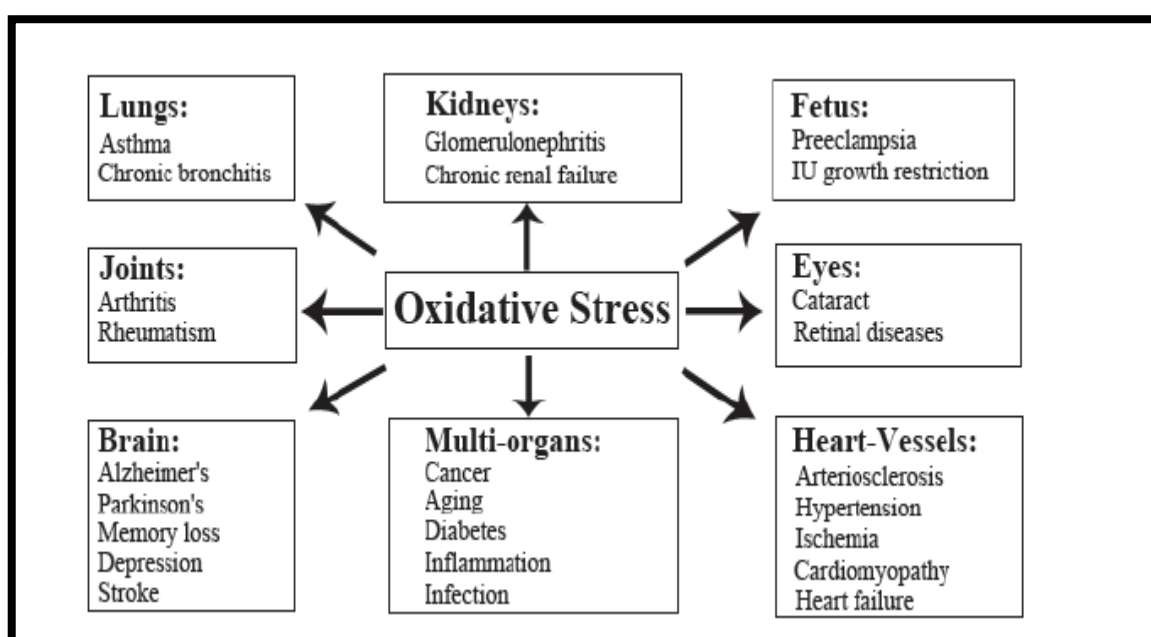 Lungs:
Asthma
Chronic bronchitis
Kidneys:
Glomerulonephritis
Chronic renal failure
Fetus:
Preeclampsia
IU growth restriction
Joints:
Arthritis
Rheumatism
Oxidative Stress
Eyes:
Cataract
Retinal diseases
Brain:
Alzheimer's
Parkinson's
Memory loss
Depression
Stroke
Multi-organs:
Cancer
Aging
Diabetes
Inflammation
Infection
Heart-Vessels:
Arteriosclerosis
Hypertension
Ischemia
Cardiomyopathy
Heart failure